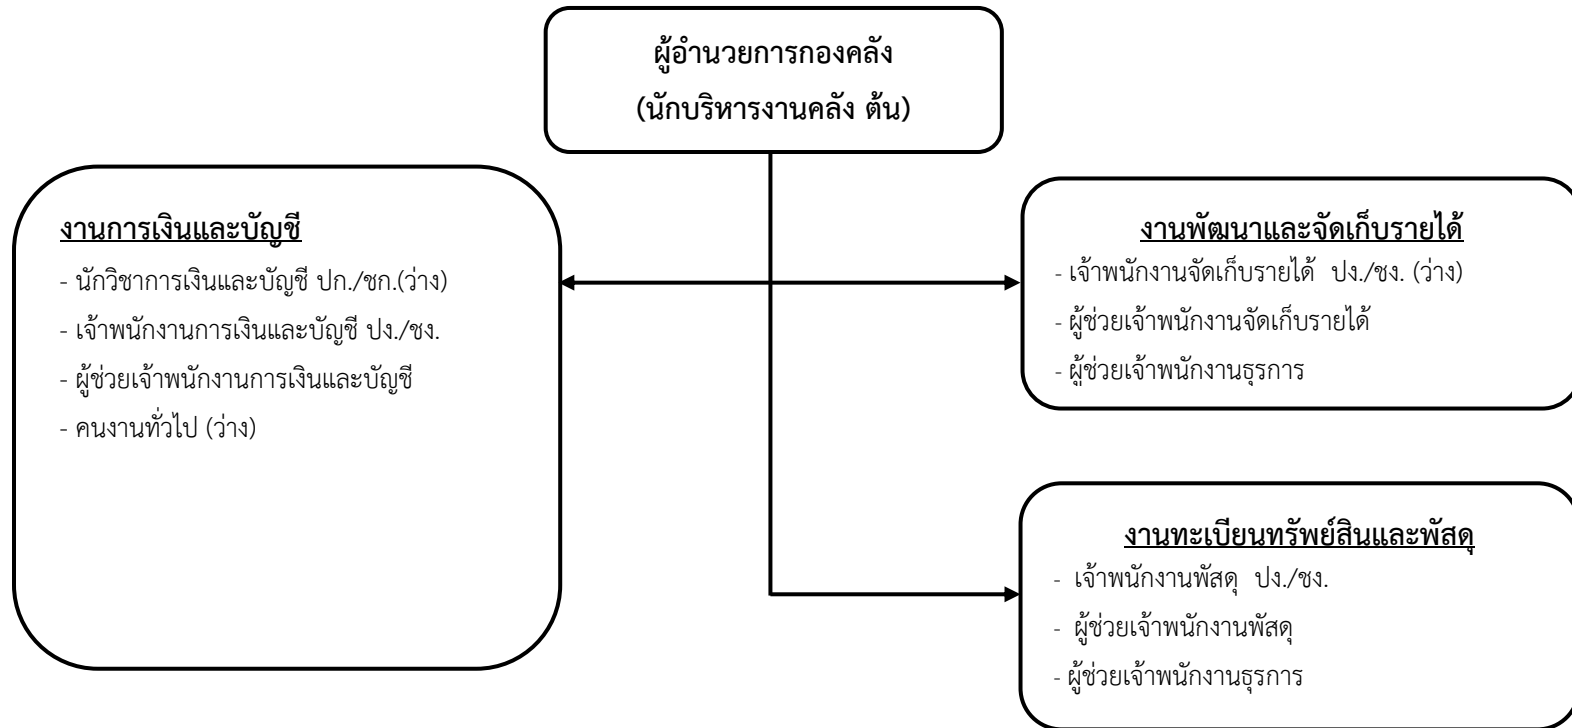 ผู้อำนวยการกองคลัง
(นักบริหารงานคลัง ต้น)
งานการเงินและบัญชี
- นักวิชาการเงินและบัญชี ปก./ชก.(ว่าง)
- เจ้าพนักงานการเงินและบัญชี ปง./ชง.
- ผู้ช่วยเจ้าพนักงานการเงินและบัญชี
- คนงานทั่วไป (ว่าง)
งานพัฒนาและจัดเก็บรายได้
- เจ้าพนักงานจัดเก็บรายได้ ปง./ชง. (ว่าง)
- ผู้ช่วยเจ้าพนักงานจัดเก็บรายได้
- ผู้ช่วยเจ้าพนักงานธุรการ
งานทะเบียนทรัพย์สินและพัสดุ
- เจ้าพนักงานพัสดุ ปง./ชง.
- ผู้ช่วยเจ้าพนักงานพัสดุ
- ผู้ช่วยเจ้าพนักงานธุรการ